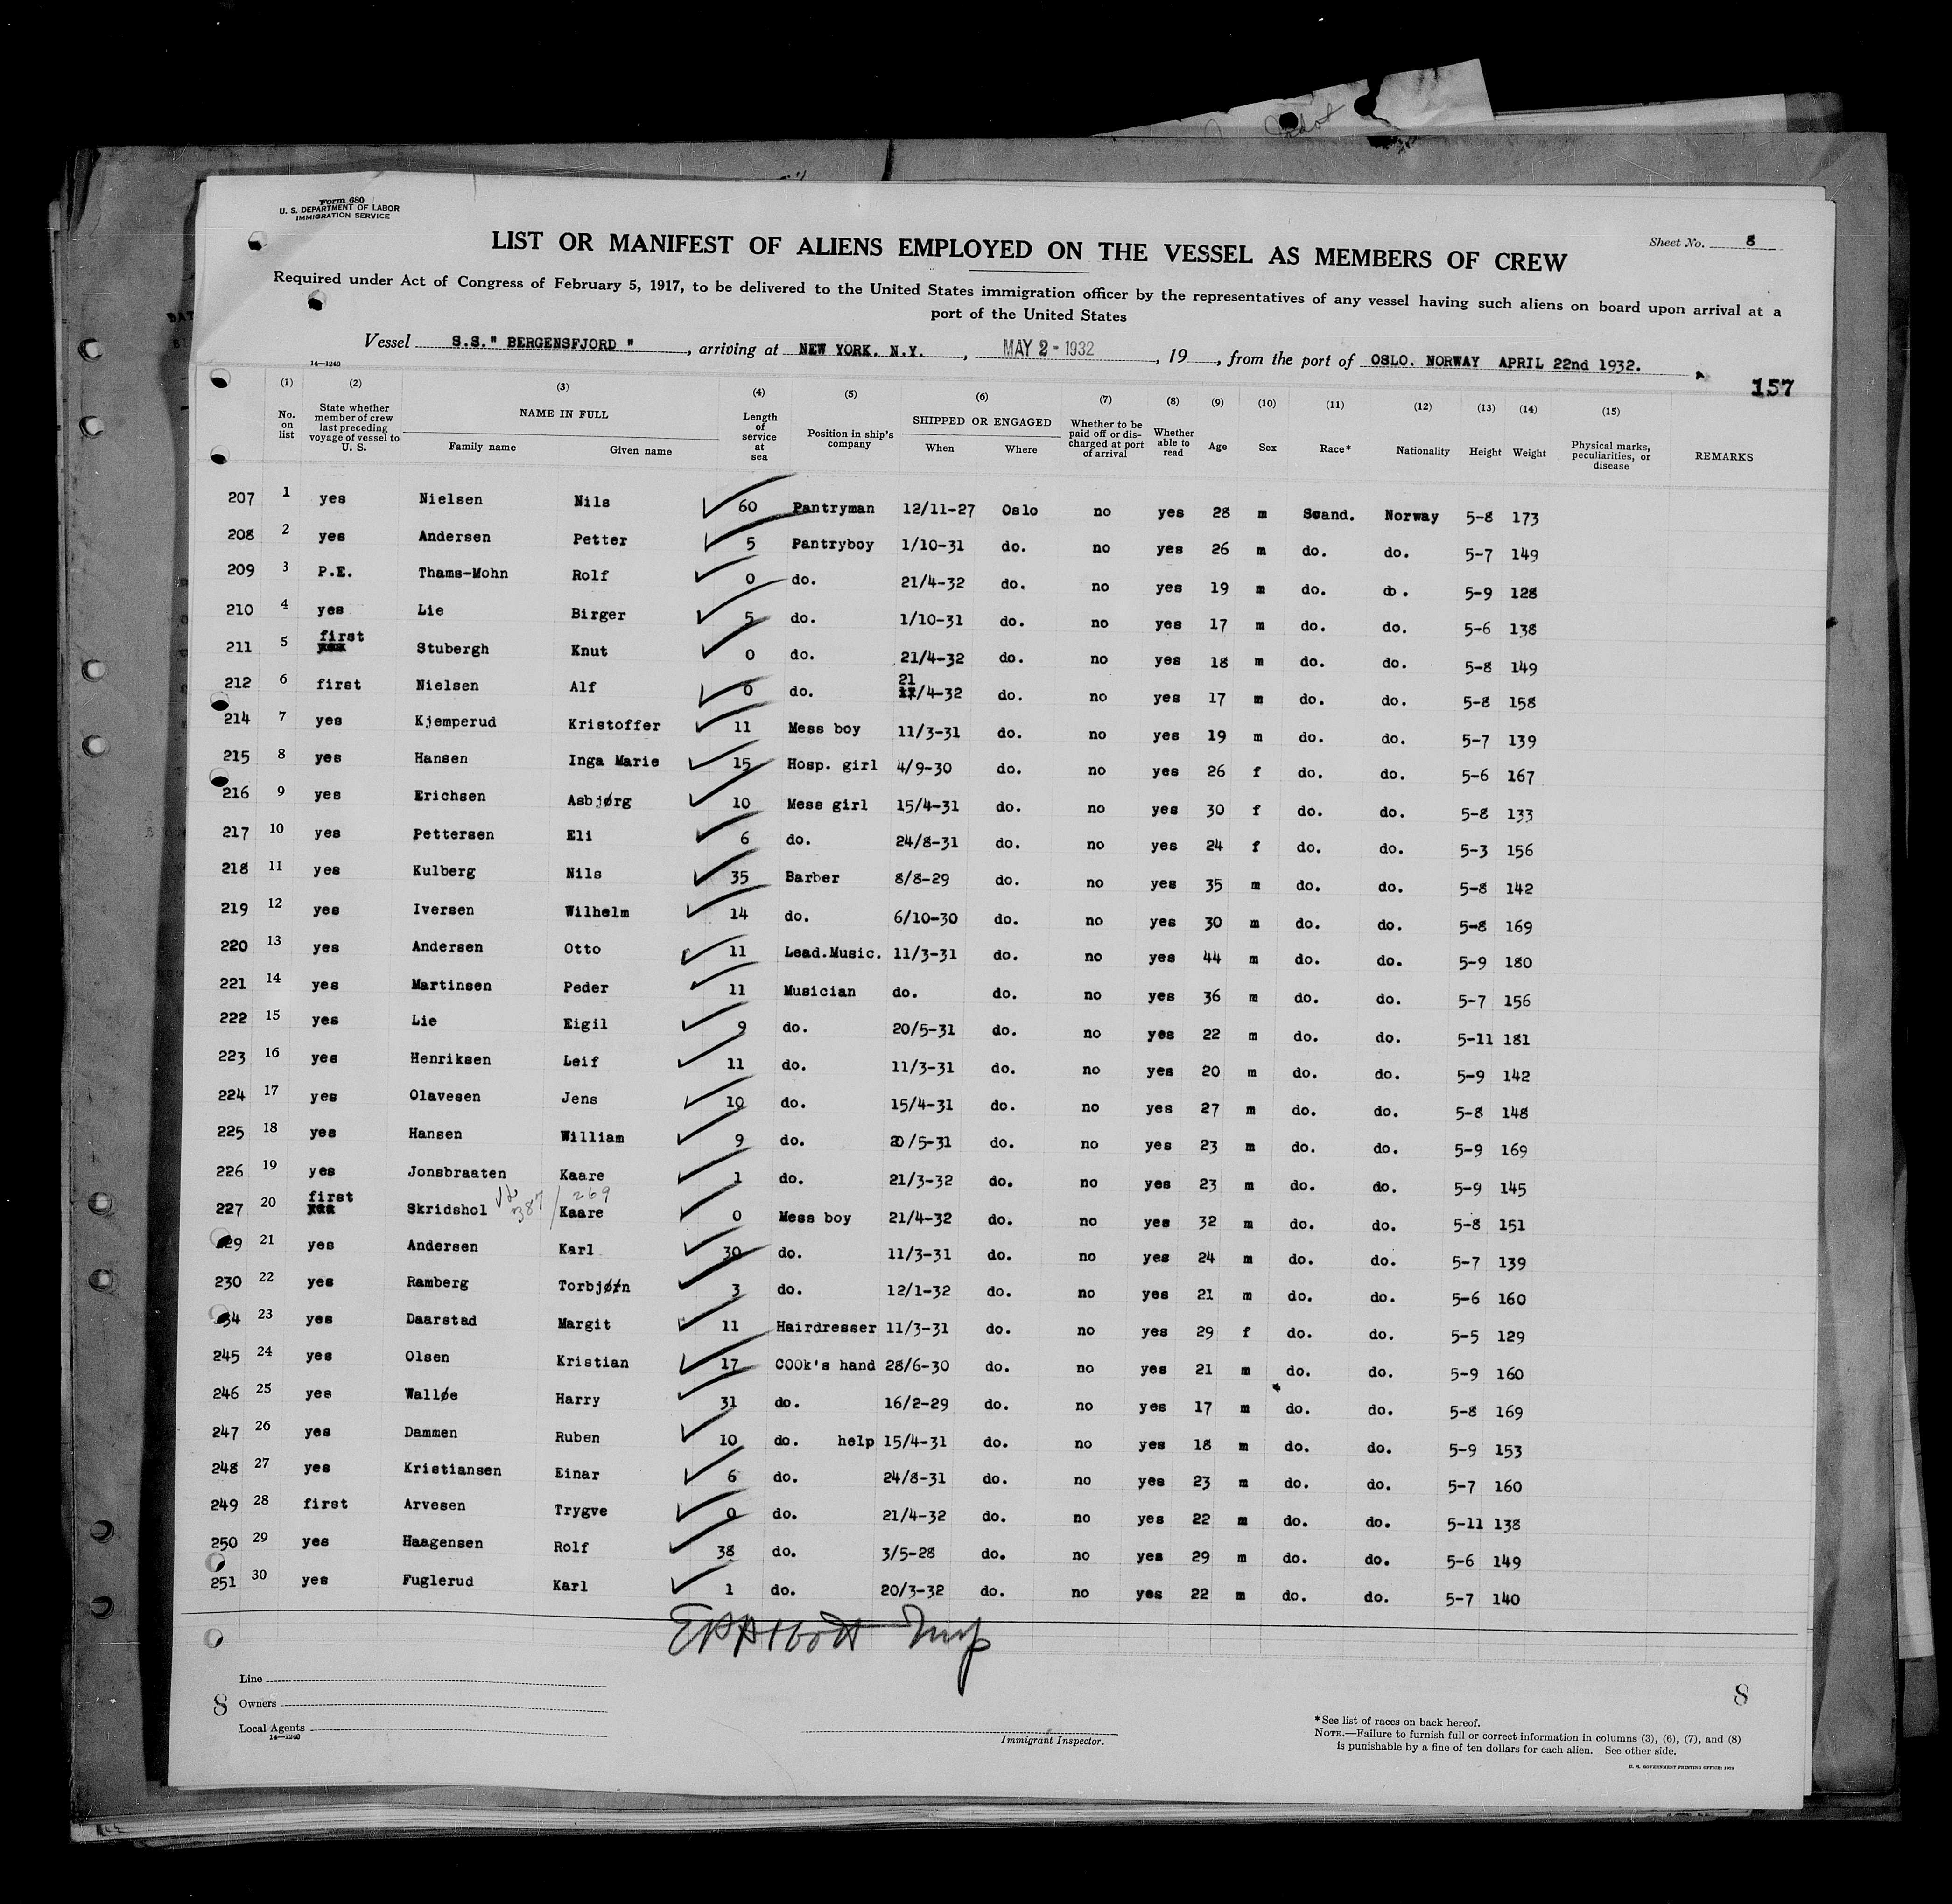 Form 680
U. S. DEPARTMENT OF LABOR
IMMIGRATION SERVICE
LIST OR MANIFEST OF ALIENS EMPLOYED ON THE VESSEL AS MEMBERS OF CREW
Sheet No. 8
Required under Act of Congress of February 5, 1917, to be delivered to the United States immigration officer by the representatives of any vessel having such aliens on board upon arrival at a
port of the United States
Vessel S.S." BERGENSFJORD ", arriving at NEW YORK. N.Y., MAY 2 - 1932, 19, from the port of OSLO. NORWAY APRIL 22nd 1932.
14—1240
157
(1) (2) (3) (4) (5) (6) (7) (8) (9) (10) (11) (12) (13) (14) (15)
No. on list State whether member of crew last preceding voyage of vessel to U. S. NAME IN FULL Family name Given name Length of service at sea Position in ship's company SHIPPED OR ENGAGED When Where Whether to be paid off or discharged at port of arrival Whether able to read Age Sex Race* Nationality Height Weight Physical marks, peculiarities, or disease REMARKS
207 1 yes Nielsen Nils 60 Pantryman 12/11-27 Oslo no yes 28 m Scand. Norway 5-8 173
208 2 yes Andersen Petter 5 Pantryboy 1/10-31 do. no yes 26 m do. do. 5-7 149
209 3 P.E. Thams-Mohn Rolf 0 do. 21/4-32 do. no yes 19 m do. do. 5-9 128
210 4 yes Lie Birger 5 do. 1/10-31 do. no yes 17 m do. do. 5-6 138
211 5 first Stubergh Knut 0 do. 21/4-32 do. no yes 18 m do. do. 5-8 149
212 6 first Nielsen Alf 0 do. 21/4-32 do. no yes 17 m do. do. 5-8 158
214 7 yes Kjemperud Kristoffer 11 Mess boy 11/3-31 do. no yes 19 m do. do. 5-7 139
215 8 yes Hansen Inga Marie 15 Hosp. girl 4/9-30 do. no yes 26 f do. do. 5-6 167
216 9 yes Erichsen Asbjørg 10 Mess girl 15/4-31 do. no yes 30 f do. do. 5-8 133
217 10 yes Pettersen Eli 6 do. 24/8-31 do. no yes 24 f do. do. 5-3 156
218 11 yes Kulberg Nils 35 Barber 8/8-29 do. no yes 35 m do. do. 5-8 142
219 12 yes Iversen Wilhelm 14 do. 6/10-30 do. no yes 30 m do. do. 5-8 169
220 13 yes Andersen Otto 11 Lead.Music. 11/3-31 do. no yes 44 m do. do. 5-9 180
221 14 yes Martinsen Peder 11 Musician do. do. no yes 36 m do. do. 5-7 156
222 15 yes Lie Eigil 9 do. 20/5-31 do. no yes 22 m do. do. 5-11 181
223 16 yes Henriksen Leif 11 do. 11/3-31 do. no yes 20 m do. do. 5-9 142
224 17 yes Olavesen Jens 10 do. 15/4-31 do. no yes 27 m do. do. 5-8 148
225 18 yes Hansen William 9 do. 20/5-31 do. no yes 23 m do. do. 5-9 169
226 19 yes Jonsbraaten Kaare 1 do. 21/3-32 do. no yes 23 m do. do. 5-9 145
227 20 first Skridshol 387 / 269 Kaare 0 Mess boy 21/4-32 do. no yes 32 m do. do. 5-8 151
29 21 yes Andersen Karl 30 do. 11/3-31 do. no yes 24 m do. do. 5-7 139
230 22 yes Ramberg Torbjørn 3 do. 12/1-32 do. no yes 21 m do. do. 5-6 160
34 23 yes Daarstad Margit 11 Hairdresser 11/3-31 do. no yes 29 f do. do. 5-5 129
245 24 yes Olsen Kristian 17 COOk's hand 28/6-30 do. no yes 21 m do. do. 5-9 160
246 25 yes Walløe Harry 31 do. 16/2-29 do. no yes 17 m do. do. 5-8 169
247 26 yes Dammen Ruben 10 do. help 15/4-31 do. no yes 18 m do. do. 5-9 153
248 27 yes Kristiansen Einar 6 do. 24/8-31 do. no yes 23 m do. do. 5-7 160
249 28 first Arvesen Trygve 0 do. 21/4-32 do. no yes 22 m do. do. 5-11 138
250 29 yes Haagensen Rolf 38 do. 3/5-28 do. no yes 29 m do. do. 5-6 149
251 30 yes Fuglerud Karl 1 do. 20/3-32 do. no yes 22 m do. do. 5-7 140
Line
8 Owners
Local Agents
14—1240
Immigrant Inspector.
8
*See list of races on back hereof.
NOTE.—Failure to furnish full or correct information in columns (3), (6), (7), and (8)
is punishable by a fine of ten dollars for each alien. See other side.